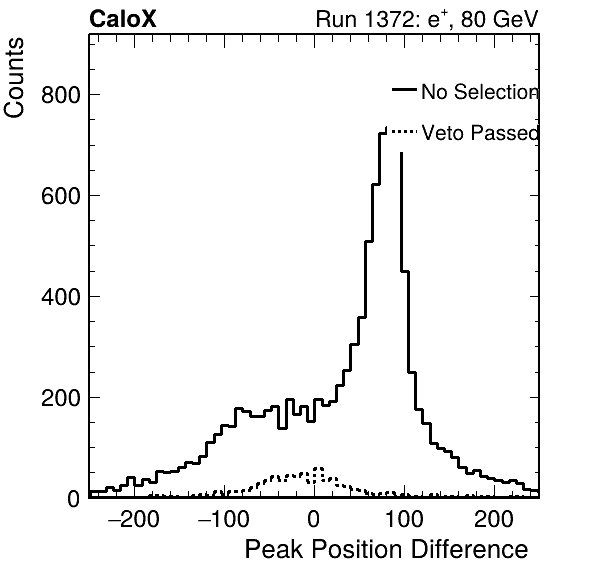 CaloX Run 1372: e⁺, 80 GeV
Counts
800
600
400
200
0
No Selection
Veto Passed
−200 −100 0 100 200
Peak Position Difference